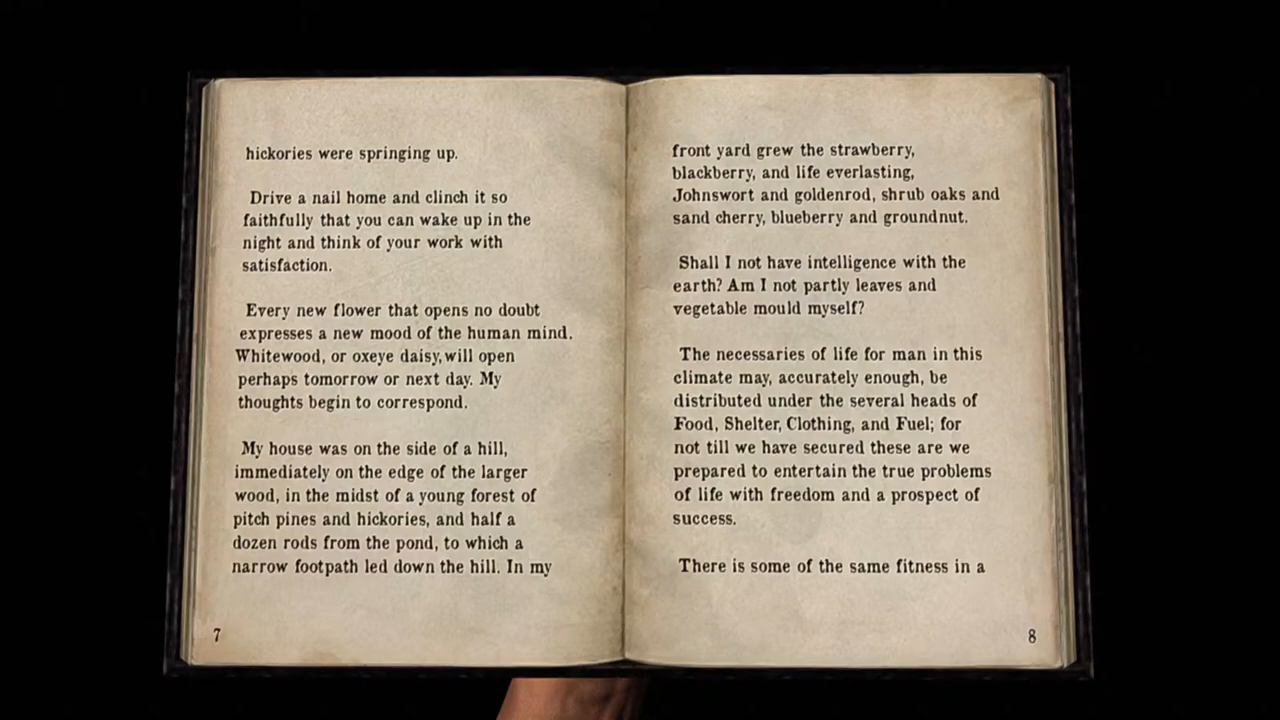 hickories were springing up.
Drive a nail home and clinch it so
faithfully that you can wake up in the
night and think of your work with
satisfaction.
Every new flower that opens no doubt
expresses a new mood of the human mind.
Whitewood, or oxeye daisy, will open
perhaps tomorrow or next day. My
thoughts begin to correspond.
My house was on the side of a hill,
immediately on the edge of the larger
wood, in the midst of a young forest of
pitch pines and hickories, and half a
dozen rods from the pond, to which a
narrow footpath led down the hill. In my
7
front yard grew the strawberry,
blackberry, and life everlasting,
Johnswort and goldenrod, shrub oaks and
sand cherry, blueberry and groundnut.
Shall I not have intelligence with the
earth? Am I not partly leaves and
vegetable mould myself?
The necessaries of life for man in this
climate may, accurately enough, be
distributed under the several heads of
Food, Shelter, Clothing, and Fuel; for
not till we have secured these are we
prepared to entertain the true problems
of life with freedom and a prospect of
success.
There is some of the same fitness in a
8